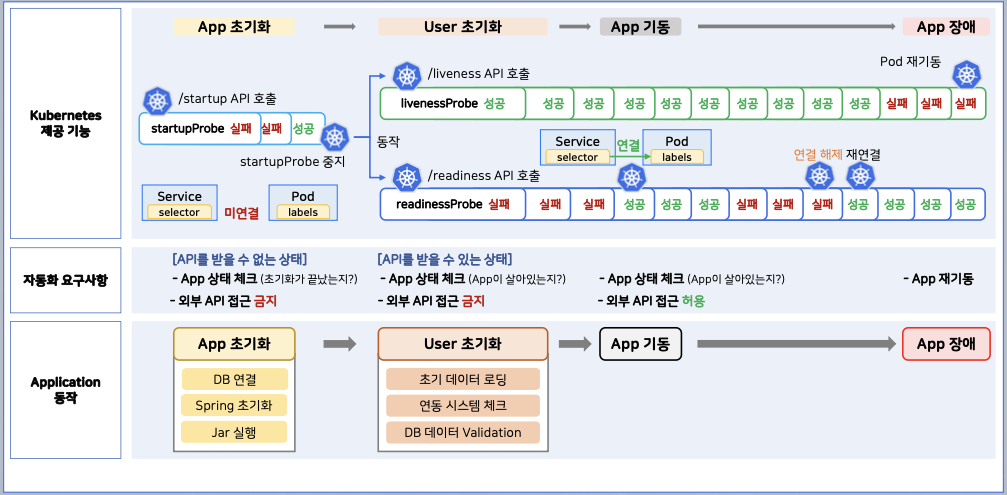 App 초기화
User 초기화
App 기동
App 장애
Kubernetes
제공 기능
/startup API 호출
startupProbe 실패 실패 성공
startupProbe 중지
동작
Service
selector
미연결
Pod
labels
/liveness API 호출
Pod 재기동
livenessProbe 성공 성공 성공 성공 성공 성공 성공 성공 성공 성공 실패 실패 실패
Service
selector
연결
Pod
labels
연결 해제 재연결
/readiness API 호출
readinessProbe 실패 실패 실패 성공 성공 성공 실패 실패 실패 성공 성공 성공 성공
자동화 요구사항
[API를 받을 수 없는 상태]
- App 상태 체크 (초기화가 끝났는지?)
- 외부 API 접근 금지
[API를 받을 수 있는 상태]
- App 상태 체크 (App이 살아있는지?)
- 외부 API 접근 금지
- App 상태 체크 (App이 살아있는지?)
- 외부 API 접근 허용
- App 재기동
Application
동작
App 초기화
DB 연결
Spring 초기화
Jar 실행
User 초기화
초기 데이터 로딩
연동 시스템 체크
DB 데이터 Validation
App 기동
App 장애